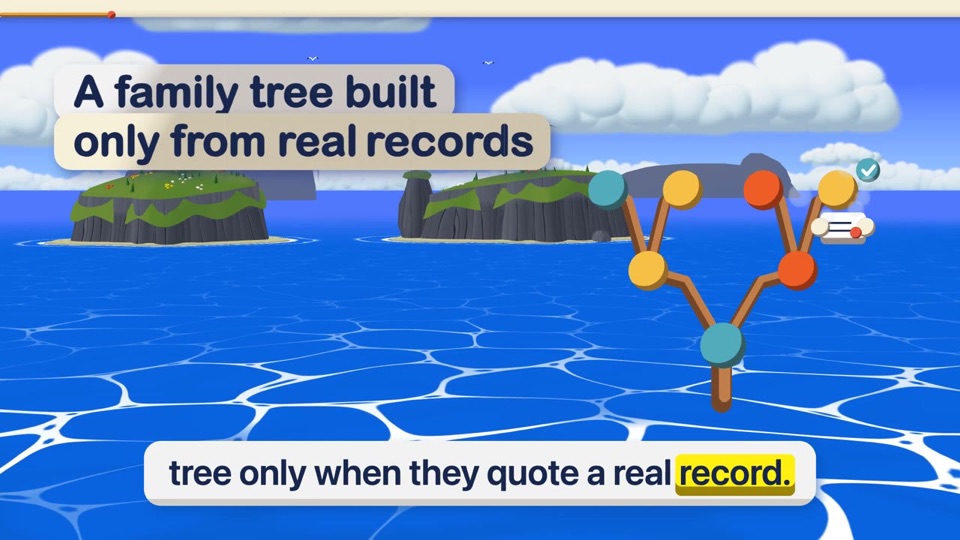 A family tree built
only from real records
tree only when they quote a real record.